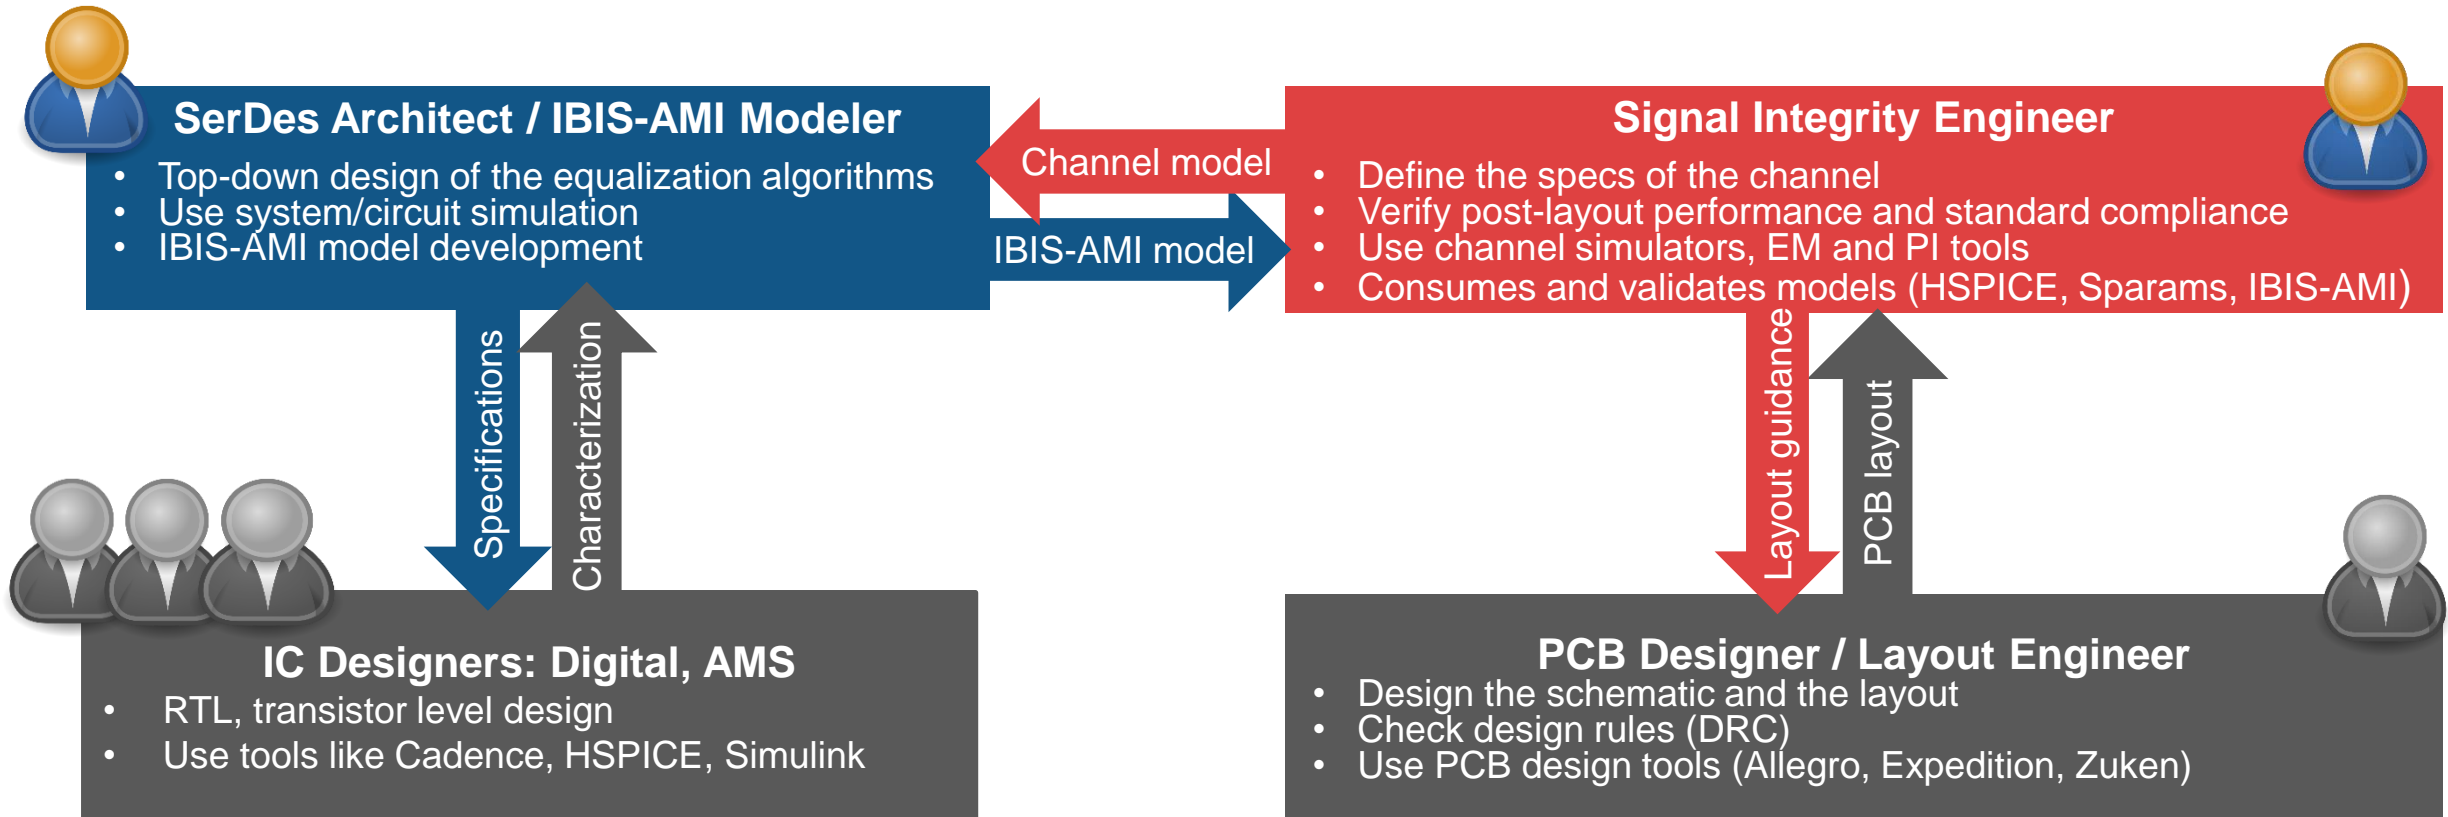 SerDes Architect / IBIS-AMI Modeler
• Top-down design of the equalization algorithms
• Use system/circuit simulation
• IBIS-AMI model development
Channel model
IBIS-AMI model
Signal Integrity Engineer
• Define the specs of the channel
• Verify post-layout performance and standard compliance
• Use channel simulators, EM and PI tools
• Consumes and validates models (HSPICE, Sparams, IBIS-AMI)
Specifications
Characterization
Layout guidance
PCB layout
IC Designers: Digital, AMS
• RTL, transistor level design
• Use tools like Cadence, HSPICE, Simulink
PCB Designer / Layout Engineer
• Design the schematic and the layout
• Check design rules (DRC)
• Use PCB design tools (Allegro, Expedition, Zuken)